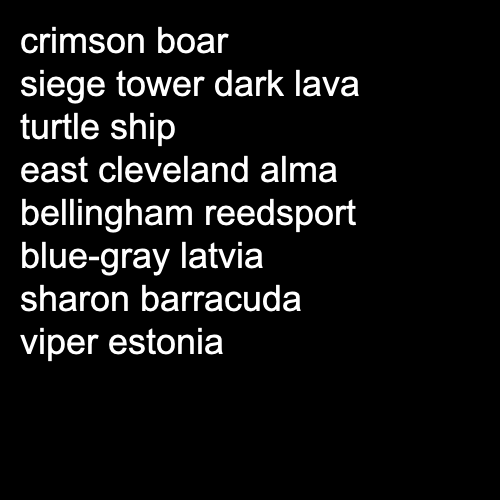 crimson boar
siege tower dark lava
turtle ship
east cleveland alma
bellingham reedsport
blue-gray latvia
sharon barracuda
viper estonia